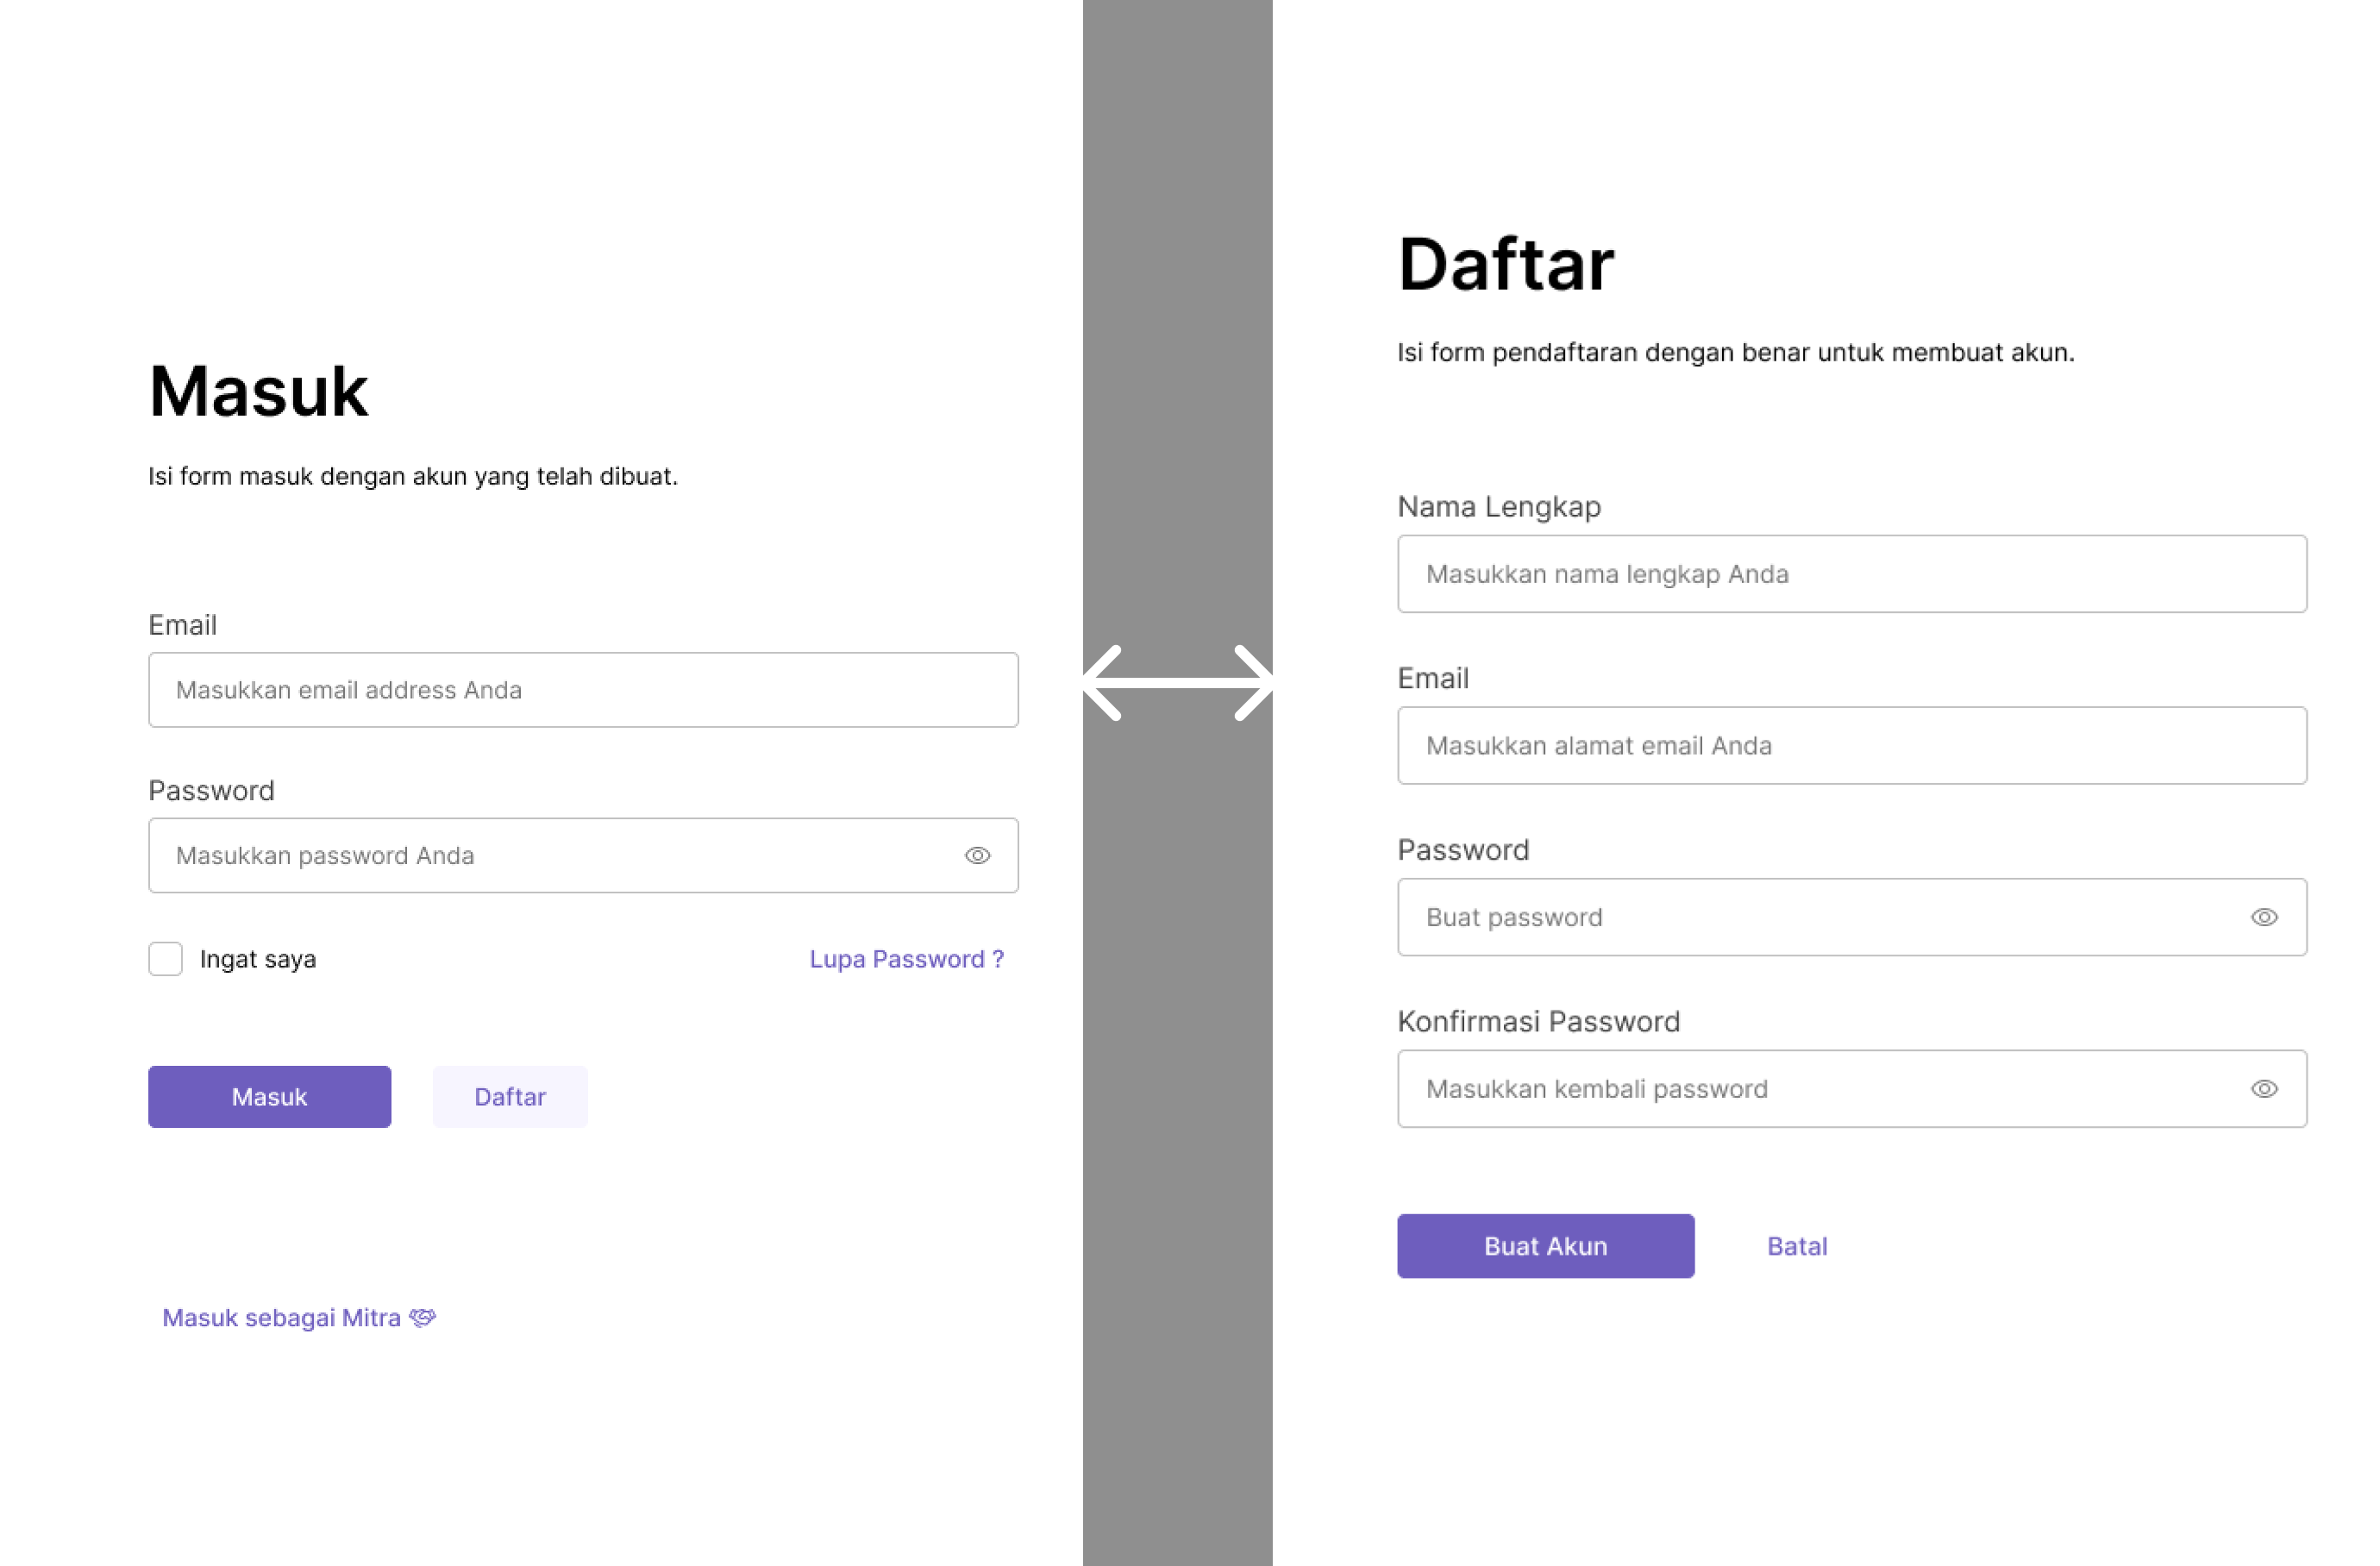 Masuk
Isi form masuk dengan akun yang telah dibuat.
Email
Masukkan email address Anda
Password
Masukkan password Anda
Ingat saya
Lupa Password ?
Masuk
Daftar
Masuk sebagai Mitra
Daftar
Isi form pendaftaran dengan benar untuk membuat akun.
Nama Lengkap
Masukkan nama lengkap Anda
Email
Masukkan alamat email Anda
Password
Buat password
Konfirmasi Password
Masukkan kembali password
Buat Akun
Batal